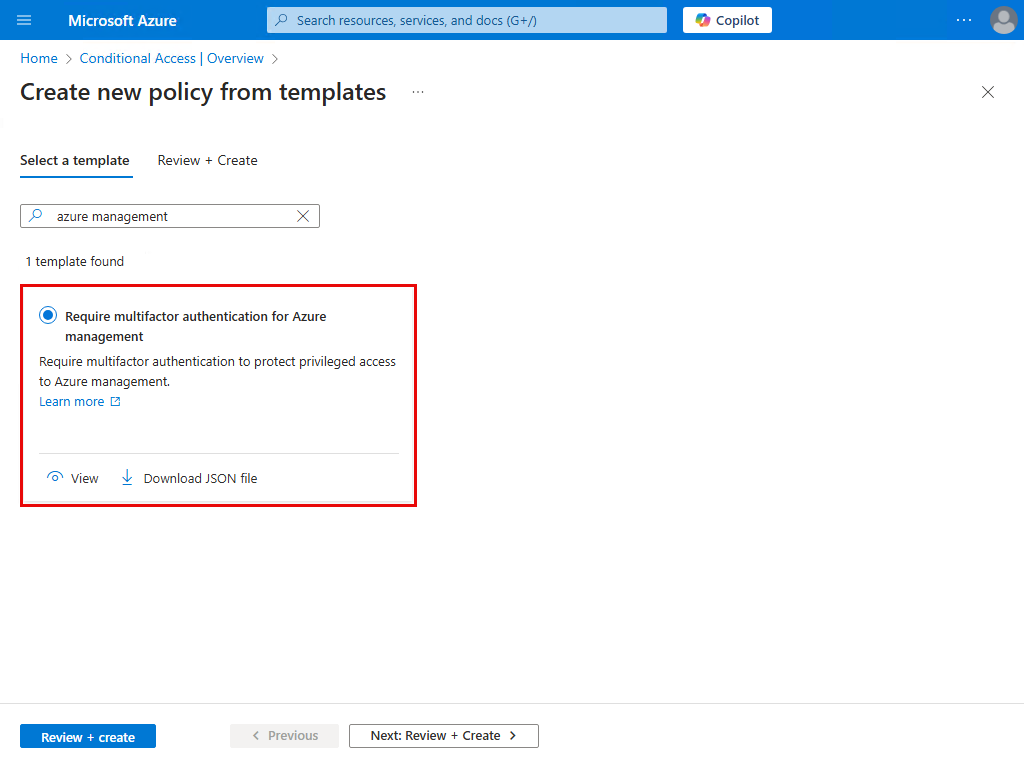 Microsoft Azure
Search resources, services, and docs (G+/)
Copilot
Home > Conditional Access | Overview >
Create new policy from templates ...
Select a template
Review + Create
azure management
1 template found
Require multifactor authentication for Azure
management
Require multifactor authentication to protect privileged access
to Azure management.
Learn more
View
Download JSON file
Review + create
< Previous
Next: Review + Create >